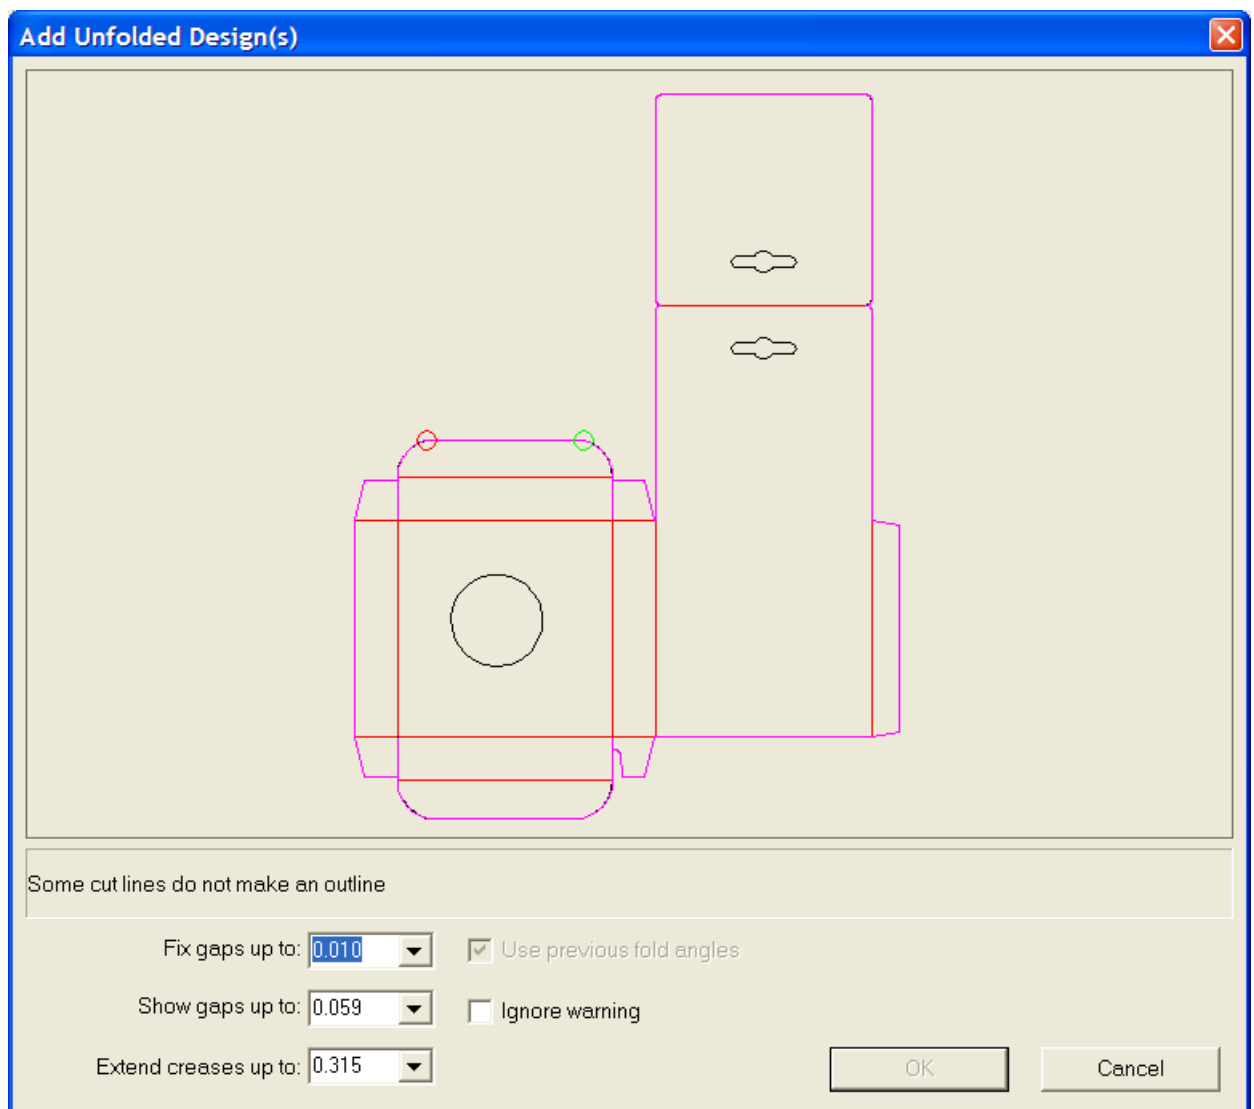 Add Unfolded Design(s)
Some cut lines do not make an outline
Fix gaps up to: 0.010
Use previous fold angles
Show gaps up to: 0.059
Ignore warning
Extend creases up to: 0.315
OK
Cancel